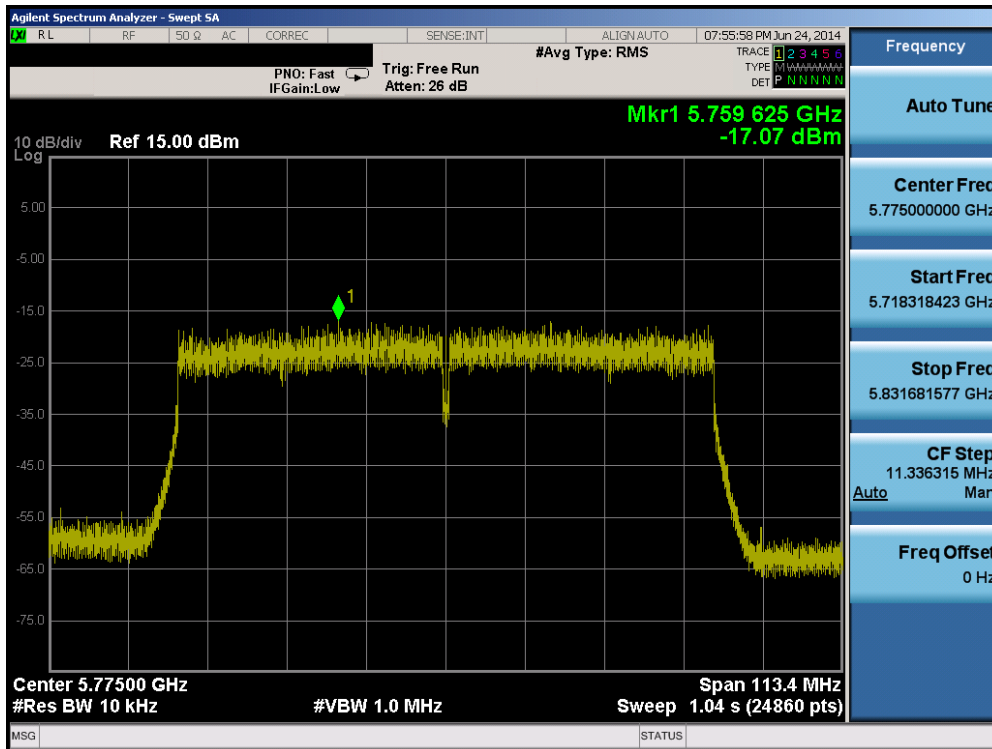 Agilent Spectrum Analyzer - Swept SA
LXI RL RF 50 Ω AC CORREC SENSE:INT ALIGN AUTO 07:55:58 PM Jun 24, 2014
#Avg Type: RMS TRACE 1 2 3 4 5 6
PNO: Fast Trig: Free Run TYPE M
IFGain:Low Atten: 26 dB DET P N N N N N
Mkr1 5.759 625 GHz
-17.07 dBm
10 dB/div Ref 15.00 dBm
Log
5.00
-5.00
1
-15.0
-25.0
-35.0
-45.0
-55.0
-65.0
-75.0
Center 5.77500 GHz Span 113.4 MHz
#Res BW 10 kHz #VBW 1.0 MHz Sweep 1.04 s (24860 pts)
MSG STATUS
Frequency
Auto Tune
Center Freq
5.775000000 GHz
Start Freq
5.718318423 GHz
Stop Freq
5.831681577 GHz
CF Step
11.336315 MHz
Auto Man
Freq Offset
0 Hz